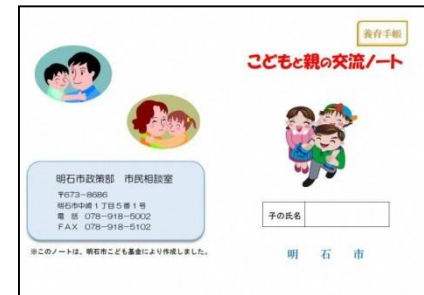 養育手帳
こどもと親の交流ノート
明石市政策部 市民相談室
〒673-8686
明石市中崎1丁目5番1号
電 話 078-918-5002
FAX 078-918-5102
※このノートは、明石市こども基金により作成しました。
子の氏名
明 石 市